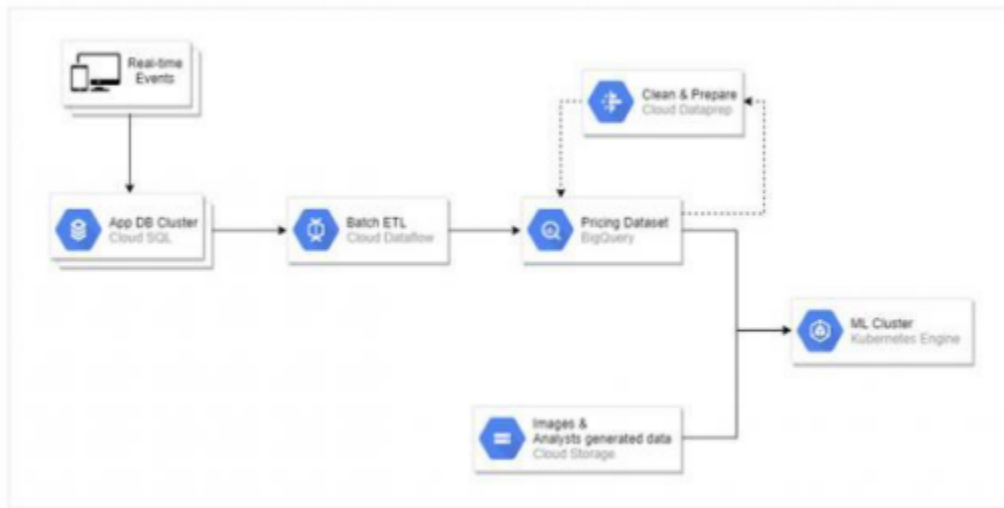 Real-time
Events
Clean & Prepare
Cloud Dataprep
App DB Cluster
Cloud SQL
Batch ETL
Cloud Dataflow
Pricing Dataset
BigQuery
ML Cluster
Kubernetes Engine
Images &
Analysts generated data
Cloud Storage